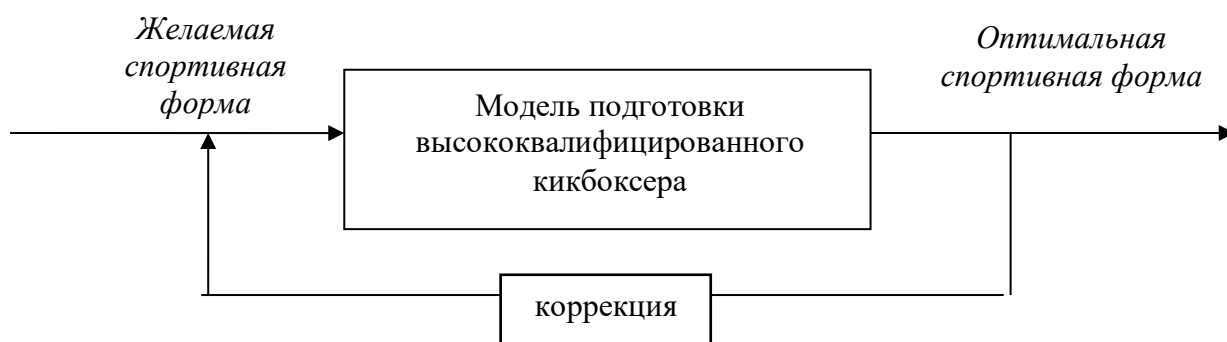 Желаемая
спортивная
форма
Модель подготовки
высококвалифицированного
кикбоксера
Оптимальная
спортивная форма
коррекция